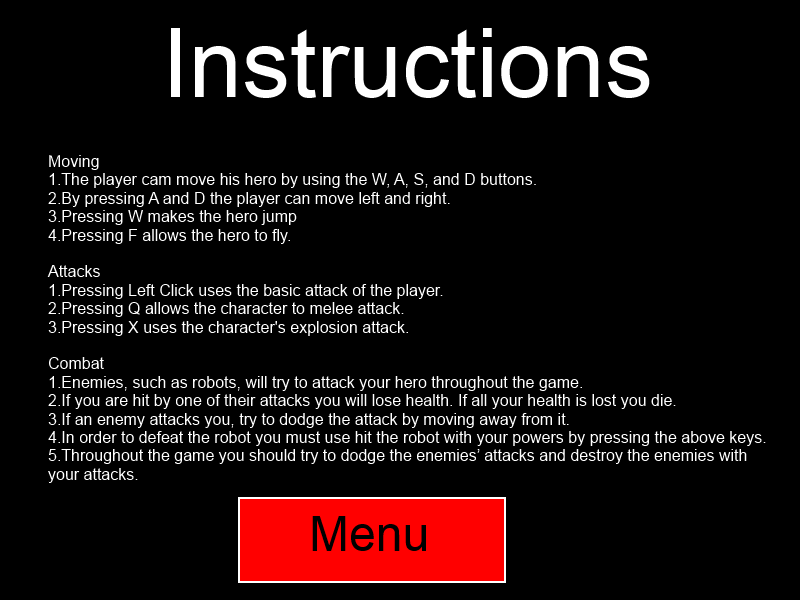 Instructions
Moving
1.The player cam move his hero by using the W, A, S, and D buttons.
2.By pressing A and D the player can move left and right.
3.Pressing W makes the hero jump
4.Pressing F allows the hero to fly.
Attacks
1.Pressing Left Click uses the basic attack of the player.
2.Pressing Q allows the character to melee attack.
3.Pressing X uses the character's explosion attack.
Combat
1.Enemies, such as robots, will try to attack your hero throughout the game.
2.If you are hit by one of their attacks you will lose health. If all your health is lost you die.
3.If an enemy attacks you, try to dodge the attack by moving away from it.
4.In order to defeat the robot you must use hit the robot with your powers by pressing the above keys.
5.Throughout the game you should try to dodge the enemies’ attacks and destroy the enemies with
your attacks.
Menu